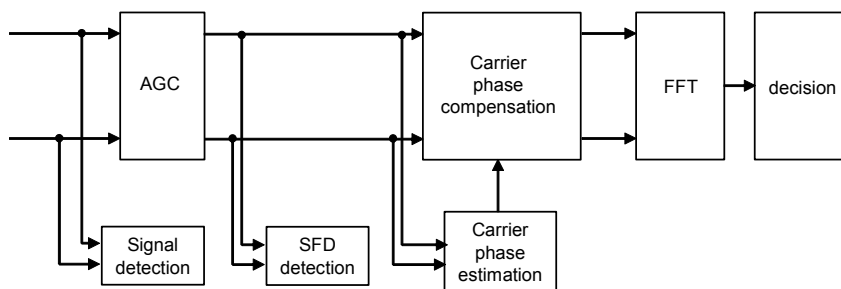 AGC
Carrier
phase
compensation
FFT
decision
Signal
detection
SFD
detection
Carrier
phase
estimation